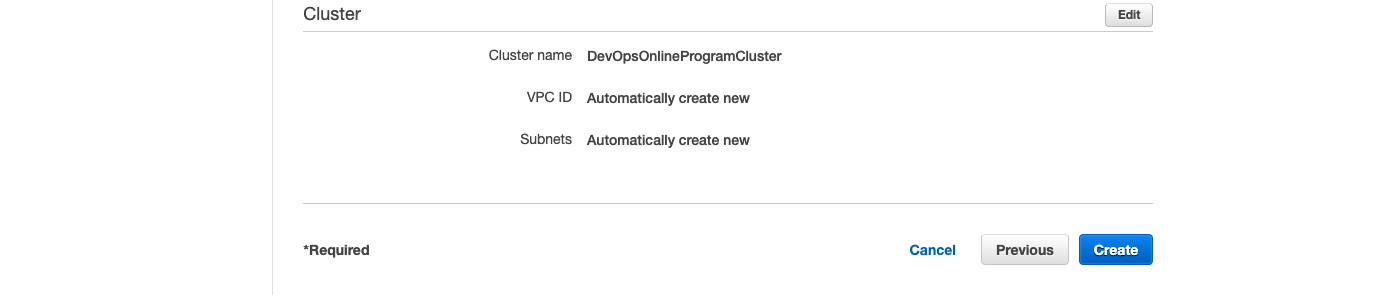 Cluster
Edit
Cluster name DevOpsOnlineProgramCluster
VPC ID Automatically create new
Subnets Automatically create new
*Required
Cancel
Previous
Create